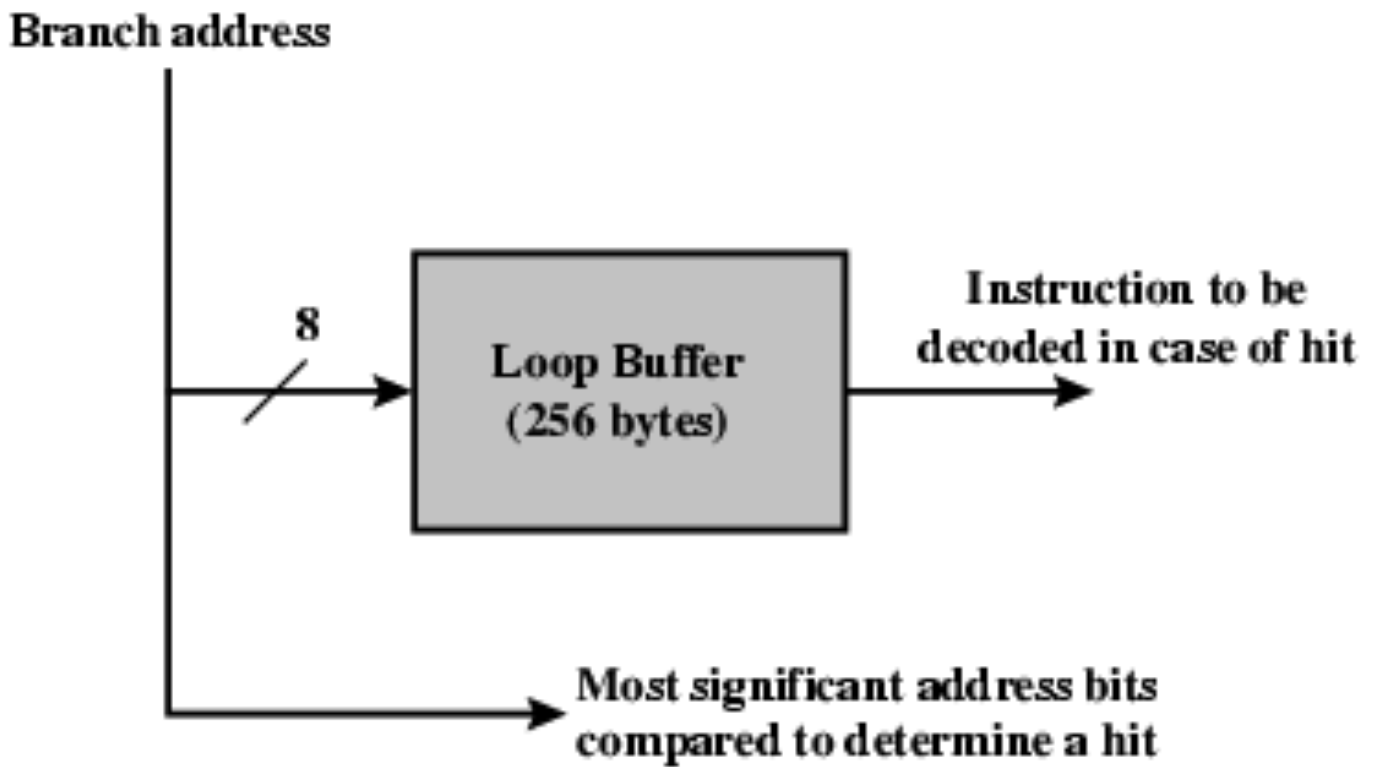 Branch address
8
Loop Buffer
(256 bytes)
Instruction to be
decoded in case of hit
Most significant address bits
compared to determine a hit